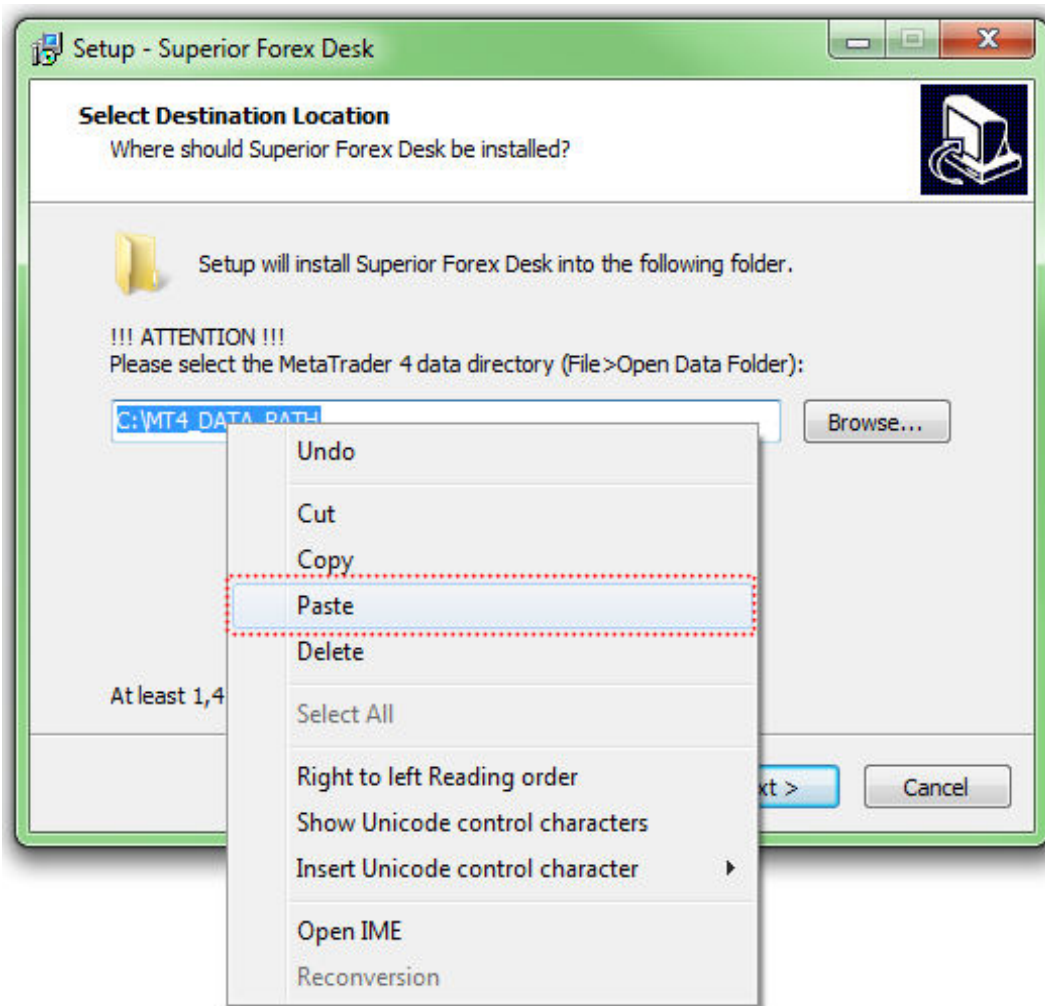 Setup - Superior Forex Desk
Select Destination Location
Where should Superior Forex Desk be installed?
Setup will install Superior Forex Desk into the following folder.
!!! ATTENTION !!!
Please select the MetaTrader 4 data directory (File>Open Data Folder):
C:\MT4_DATA_PATH
Browse...
Undo
Cut
Copy
Paste
Delete
At least 1,4
Select All
Right to left Reading order
xt >
Cancel
Show Unicode control characters
Insert Unicode control character
Open IME
Reconversion